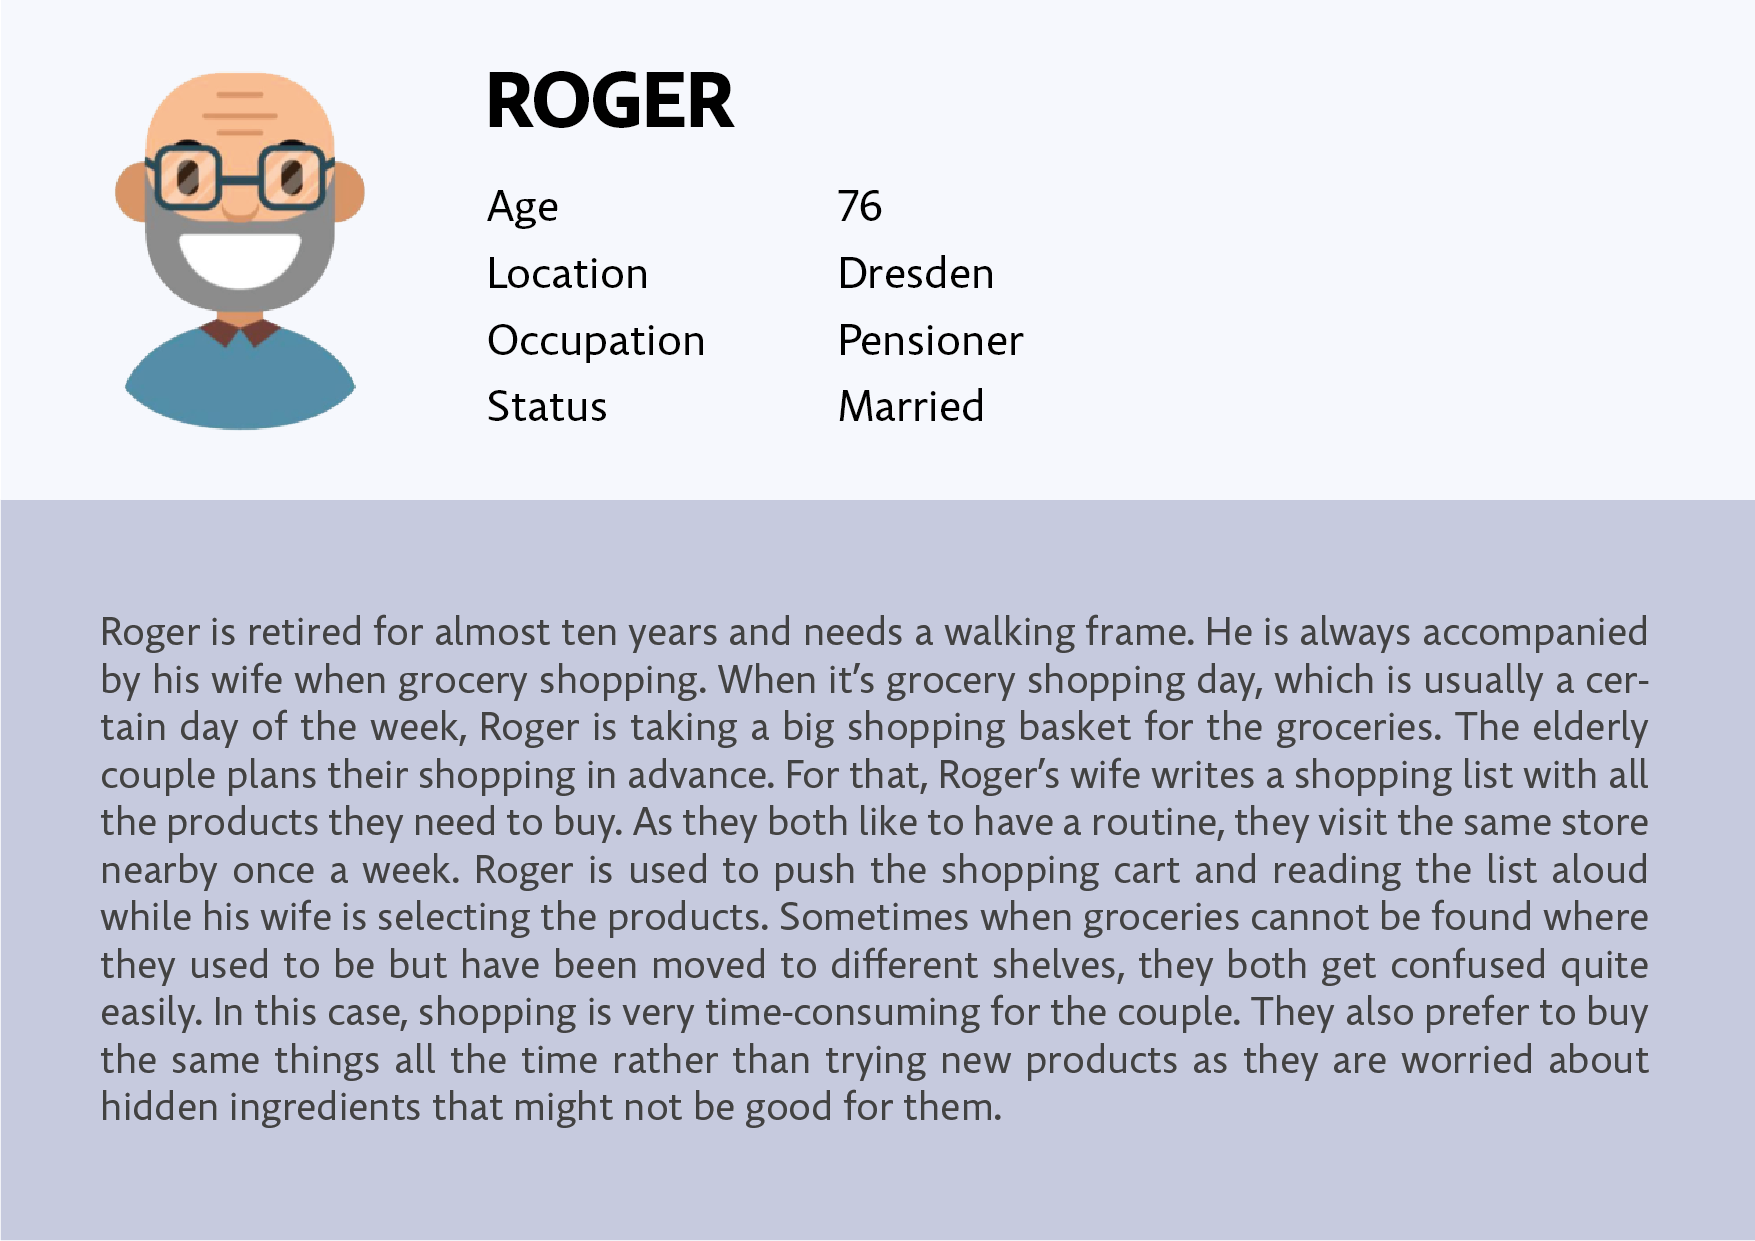 ROGER
Age 76
Location Dresden
Occupation Pensioner
Status Married
Roger is retired for almost ten years and needs a walking frame. He is always accompanied
by his wife when grocery shopping. When it’s grocery shopping day, which is usually a cer-
tain day of the week, Roger is taking a big shopping basket for the groceries. The elderly
couple plans their shopping in advance. For that, Roger’s wife writes a shopping list with all
the products they need to buy. As they both like to have a routine, they visit the same store
nearby once a week. Roger is used to push the shopping cart and reading the list aloud
while his wife is selecting the products. Sometimes when groceries cannot be found where
they used to be but have been moved to different shelves, they both get confused quite
easily. In this case, shopping is very time-consuming for the couple. They also prefer to buy
the same things all the time rather than trying new products as they are worried about
hidden ingredients that might not be good for them.